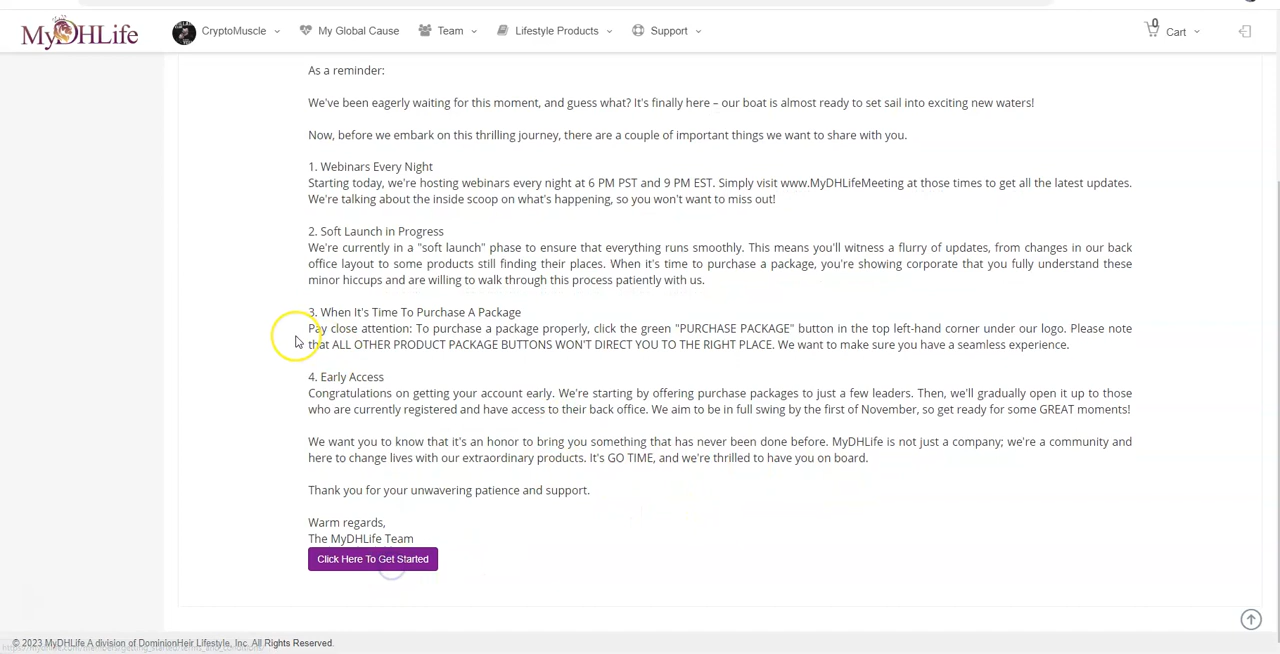 MyDHLife
CryptoMuscle
My Global Cause
Team
Lifestyle Products
Support
0
Cart
As a reminder:
We've been eagerly waiting for this moment, and guess what? It's finally here – our boat is almost ready to set sail into exciting new waters!
Now, before we embark on this thrilling journey, there are a couple of important things we want to share with you.
1. Webinars Every Night
Starting today, we're hosting webinars every night at 6 PM PST and 9 PM EST. Simply visit www.MyDHLifeMeeting at those times to get all the latest updates.
We're talking about the inside scoop on what's happening, so you won't want to miss out!
2. Soft Launch in Progress
We're currently in a "soft launch" phase to ensure that everything runs smoothly. This means you'll witness a flurry of updates, from changes in our back
office layout to some products still finding their places. When it's time to purchase a package, you're showing corporate that you fully understand these
minor hiccups and are willing to walk through this process patiently with us.
3. When It's Time To Purchase A Package
Pay close attention: To purchase a package properly, click the green "PURCHASE PACKAGE" button in the top left-hand corner under our logo. Please note
that ALL OTHER PRODUCT PACKAGE BUTTONS WON'T DIRECT YOU TO THE RIGHT PLACE. We want to make sure you have a seamless experience.
4. Early Access
Congratulations on getting your account early. We're starting by offering purchase packages to just a few leaders. Then, we'll gradually open it up to those
who are currently registered and have access to their back office. We aim to be in full swing by the first of November, so get ready for some GREAT moments!
We want you to know that it's an honor to bring you something that has never been done before. MyDHLife is not just a company; we're a community and
here to change lives with our extraordinary products. It's GO TIME, and we're thrilled to have you on board.
Thank you for your unwavering patience and support.
Warm regards,
The MyDHLife Team
Click Here To Get Started
© 2023 MyDHLife A division of DominionHeir Lifestyle, Inc. All Rights Reserved.